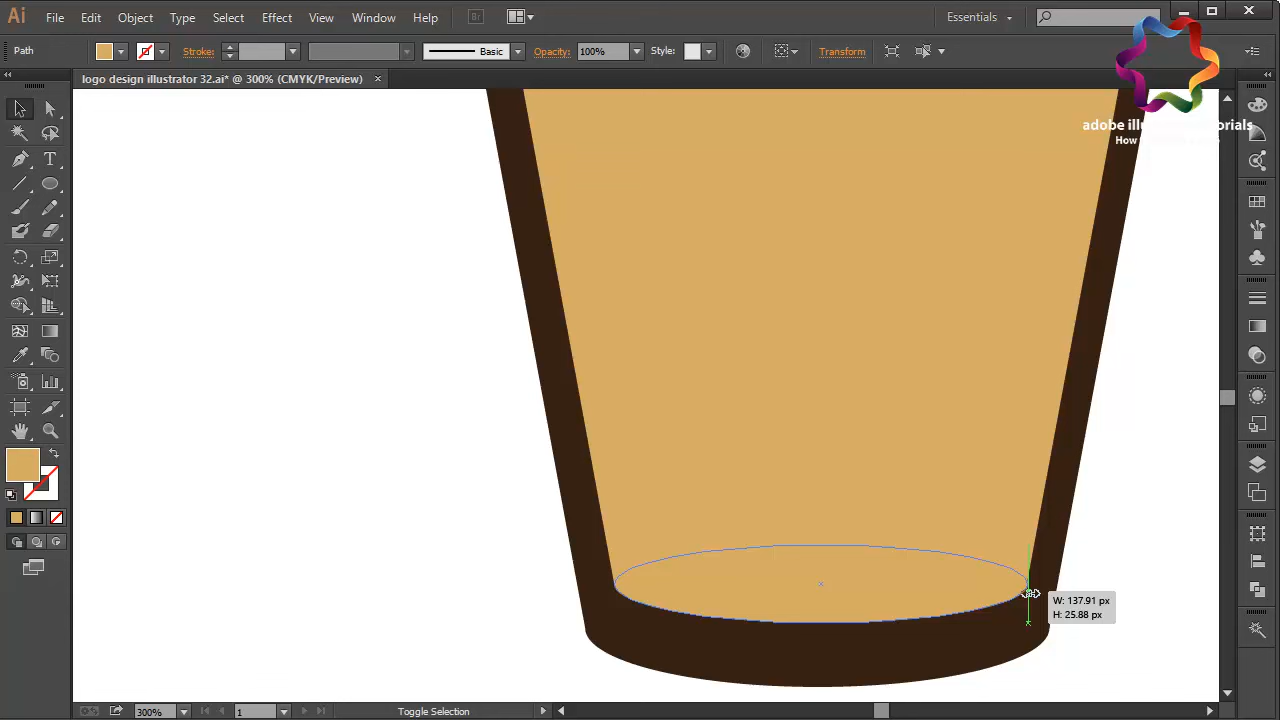 Ai File Edit Object Type Select Effect View Window Help Br Essentials
Path Stroke: Basic Opacity: 100% Style: Transform
logo design illustrator 32.ai* @ 300% (CMYK/Preview) ×
adobe
How
W: 137.91 px
H: 25.88 px
300% 1 Toggle Selection